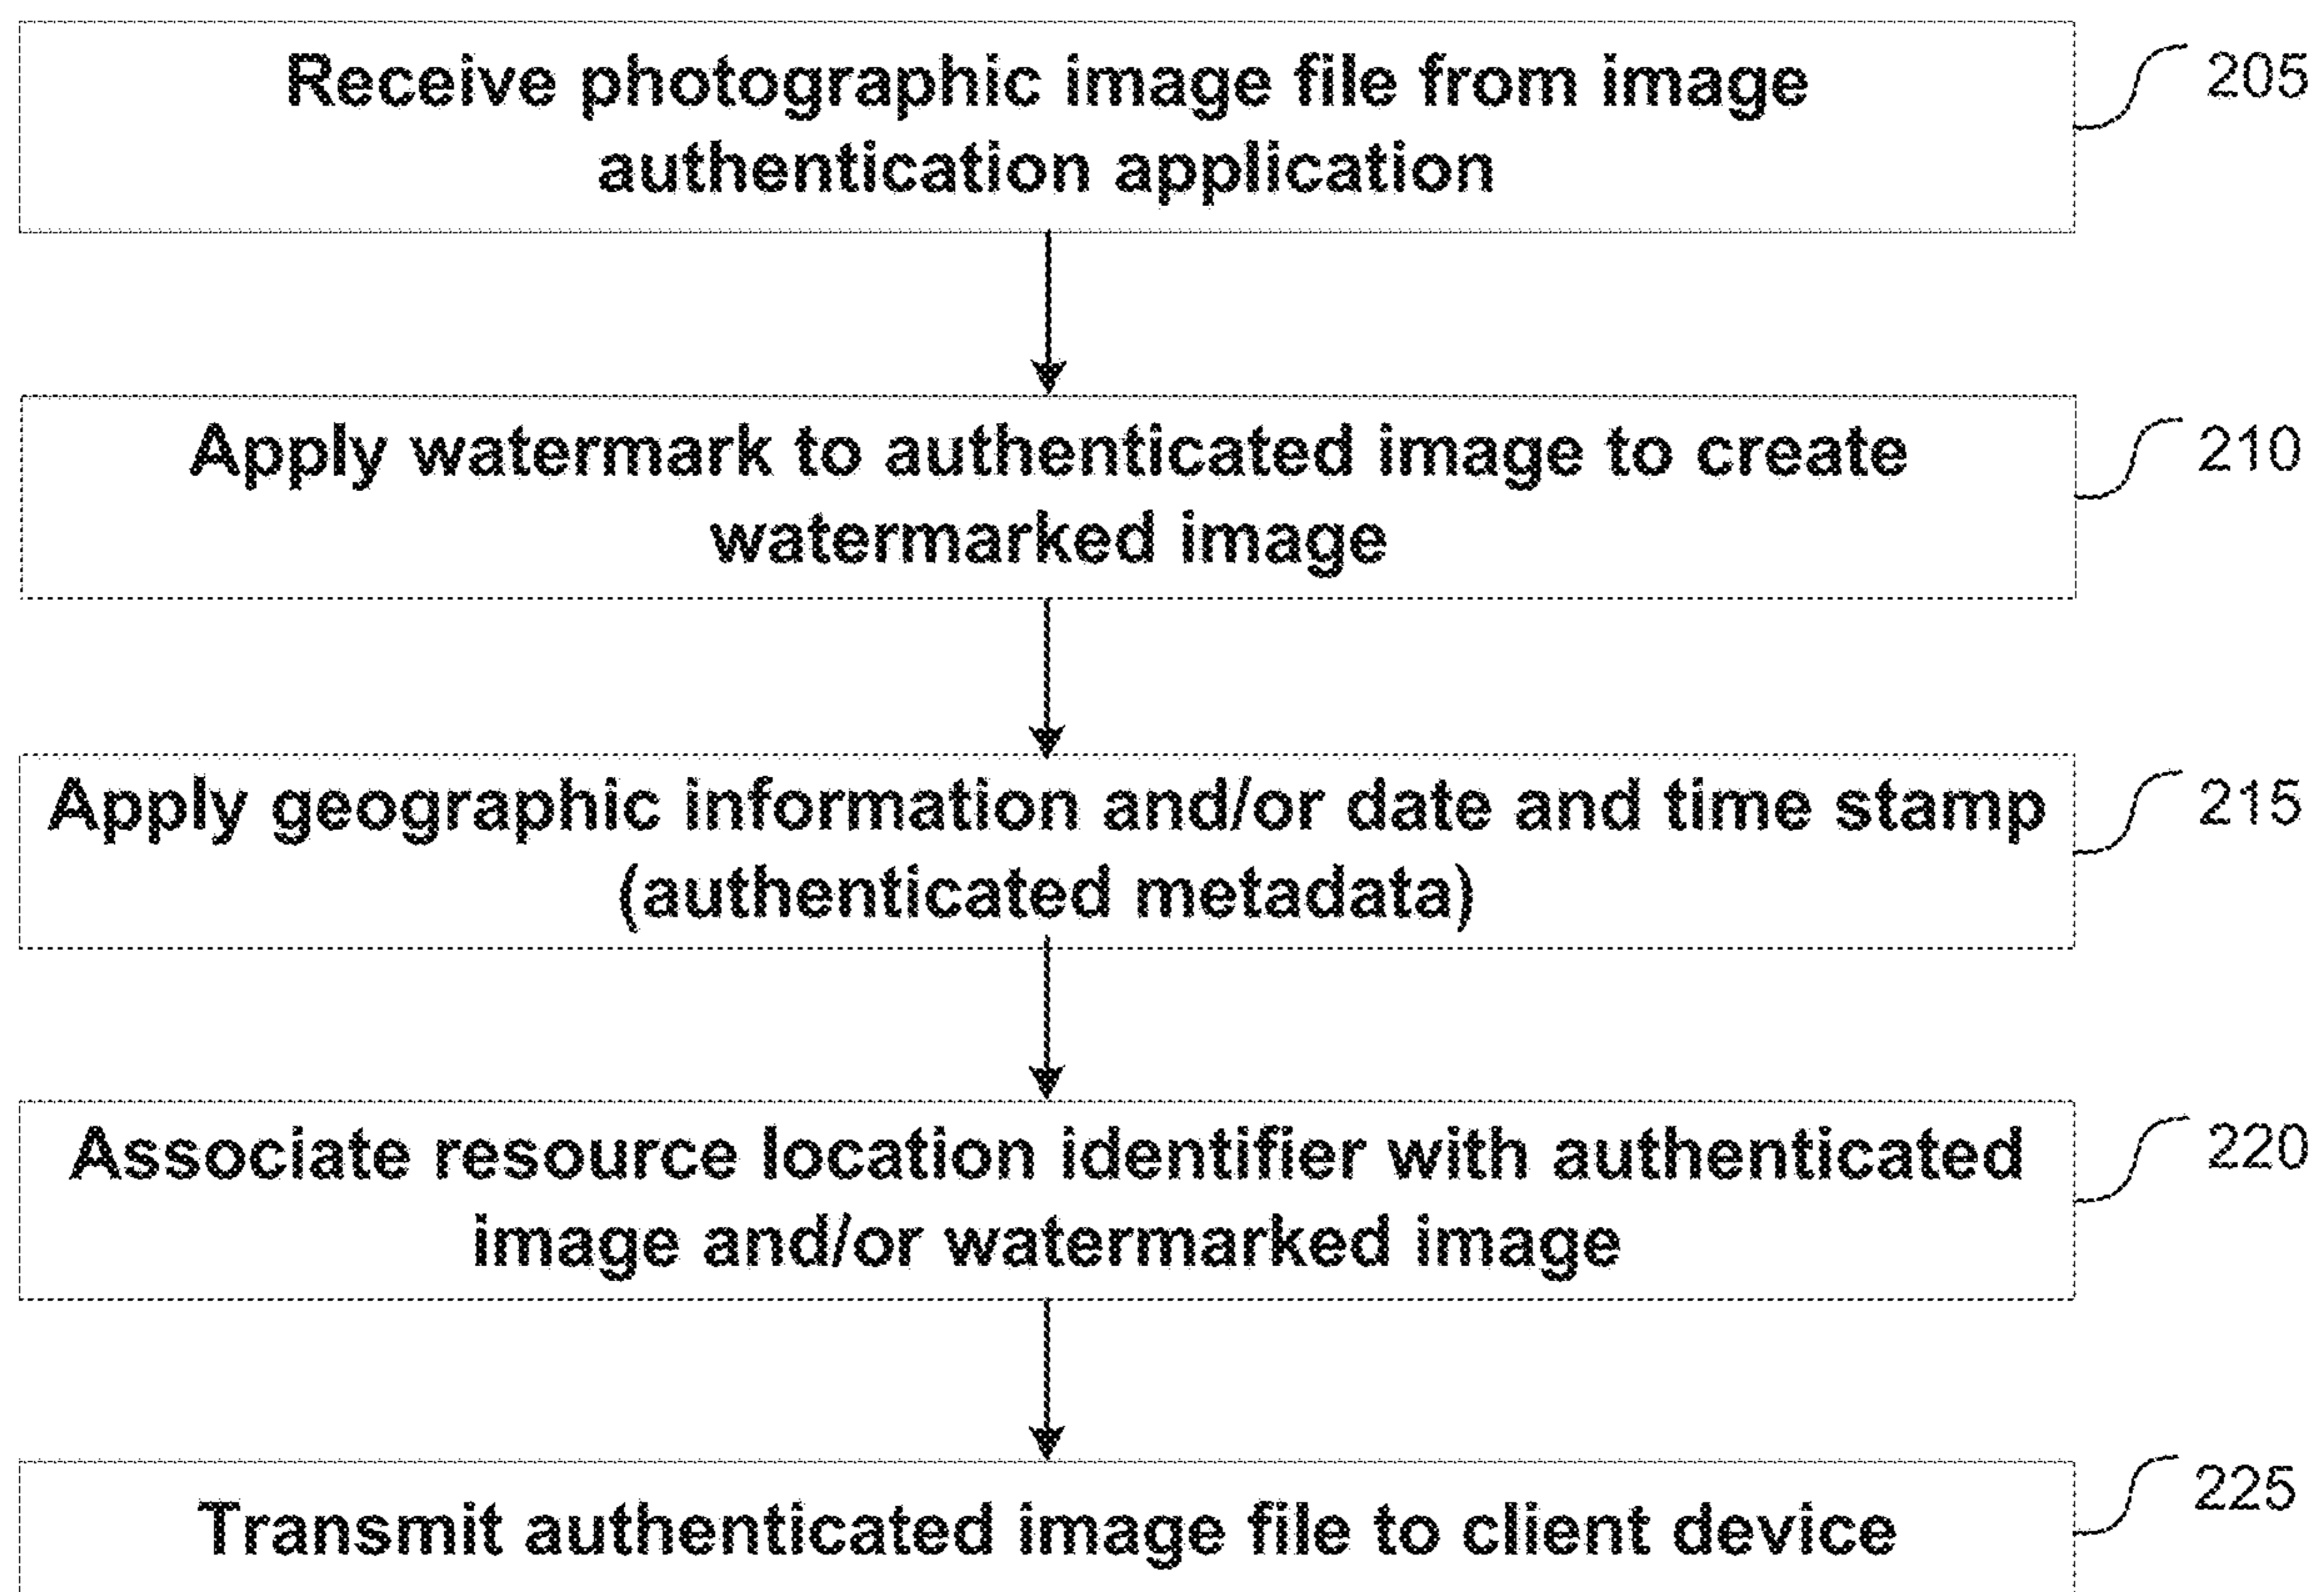 Receive photographic image file from image
authentication application
205
Apply watermark to authenticated image to create
watermarked image
210
Apply geographic information and/or date and time stamp
(authenticated metadata)
215
Associate resource location identifier with authenticated
image and/or watermarked image
220
Transmit authenticated image file to client device
225